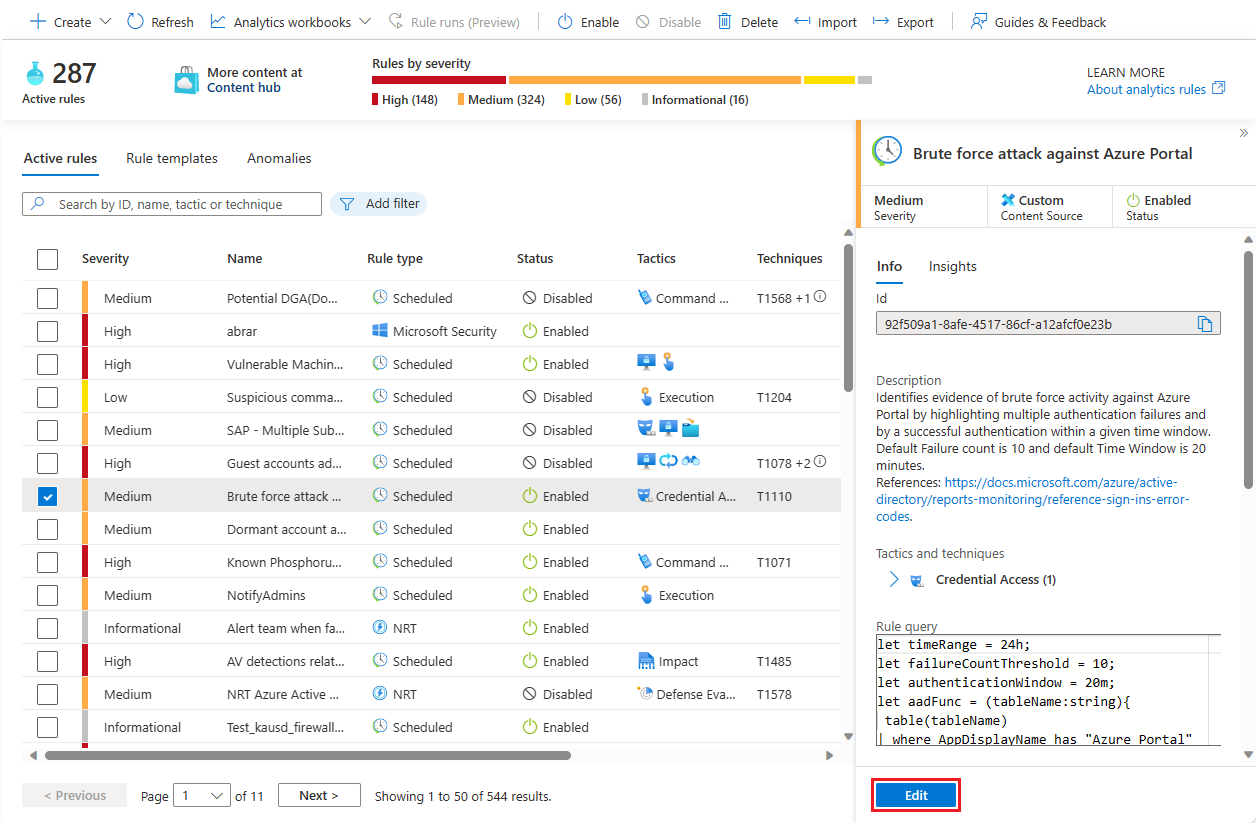 Create Refresh Analytics workbooks Rule runs (Preview) Enable Disable Delete Import Export Guides & Feedback
287
Active rules
More content at
Content hub
Rules by severity
High (148) Medium (324) Low (56) Informational (16)
LEARN MORE
About analytics rules
Active rules Rule templates Anomalies
Search by ID, name, tactic or technique Add filter
Severity Name Rule type Status Tactics Techniques
Medium Potential DGA(Do... Scheduled Disabled Command ... T1568 +1
High abrar Microsoft Security Enabled
High Vulnerable Machin... Scheduled Enabled
Low Suspicious comma... Scheduled Disabled Execution T1204
Medium SAP - Multiple Sub... Scheduled Disabled
High Guest accounts ad... Scheduled Disabled T1078 +2
Medium Brute force attack ... Scheduled Enabled Credential A... T1110
Medium Dormant account a... Scheduled Enabled
High Known Phosphoru... Scheduled Enabled Command ... T1071
Medium NotifyAdmins Scheduled Enabled Execution
Informational Alert team when fa... NRT Enabled
High AV detections relat... Scheduled Enabled Impact T1485
Medium NRT Azure Active ... NRT Disabled Defense Eva... T1578
Informational Test_kausd_firewall... Scheduled Enabled
< Previous Page 1 of 11 Next > Showing 1 to 50 of 544 results.
Brute force attack against Azure Portal
Medium Custom Enabled
Severity Content Source Status
Info Insights
Id
92f509a1-8afe-4517-86cf-a12afcf0e23b
Description
Identifies evidence of brute force activity against Azure
Portal by highlighting multiple authentication failures and
by a successful authentication within a given time window.
Default Failure count is 10 and default Time Window is 20
minutes.
References: https://docs.microsoft.com/azure/active-
directory/reports-monitoring/reference-sign-ins-error-
codes.
Tactics and techniques
Credential Access (1)
Rule query
let timeRange = 24h;
let failureCountThreshold = 10;
let authenticationWindow = 20m;
let aadFunc = (tableName:string){
table(tableName)
| where AppDisplayName has "Azure Portal"
Edit